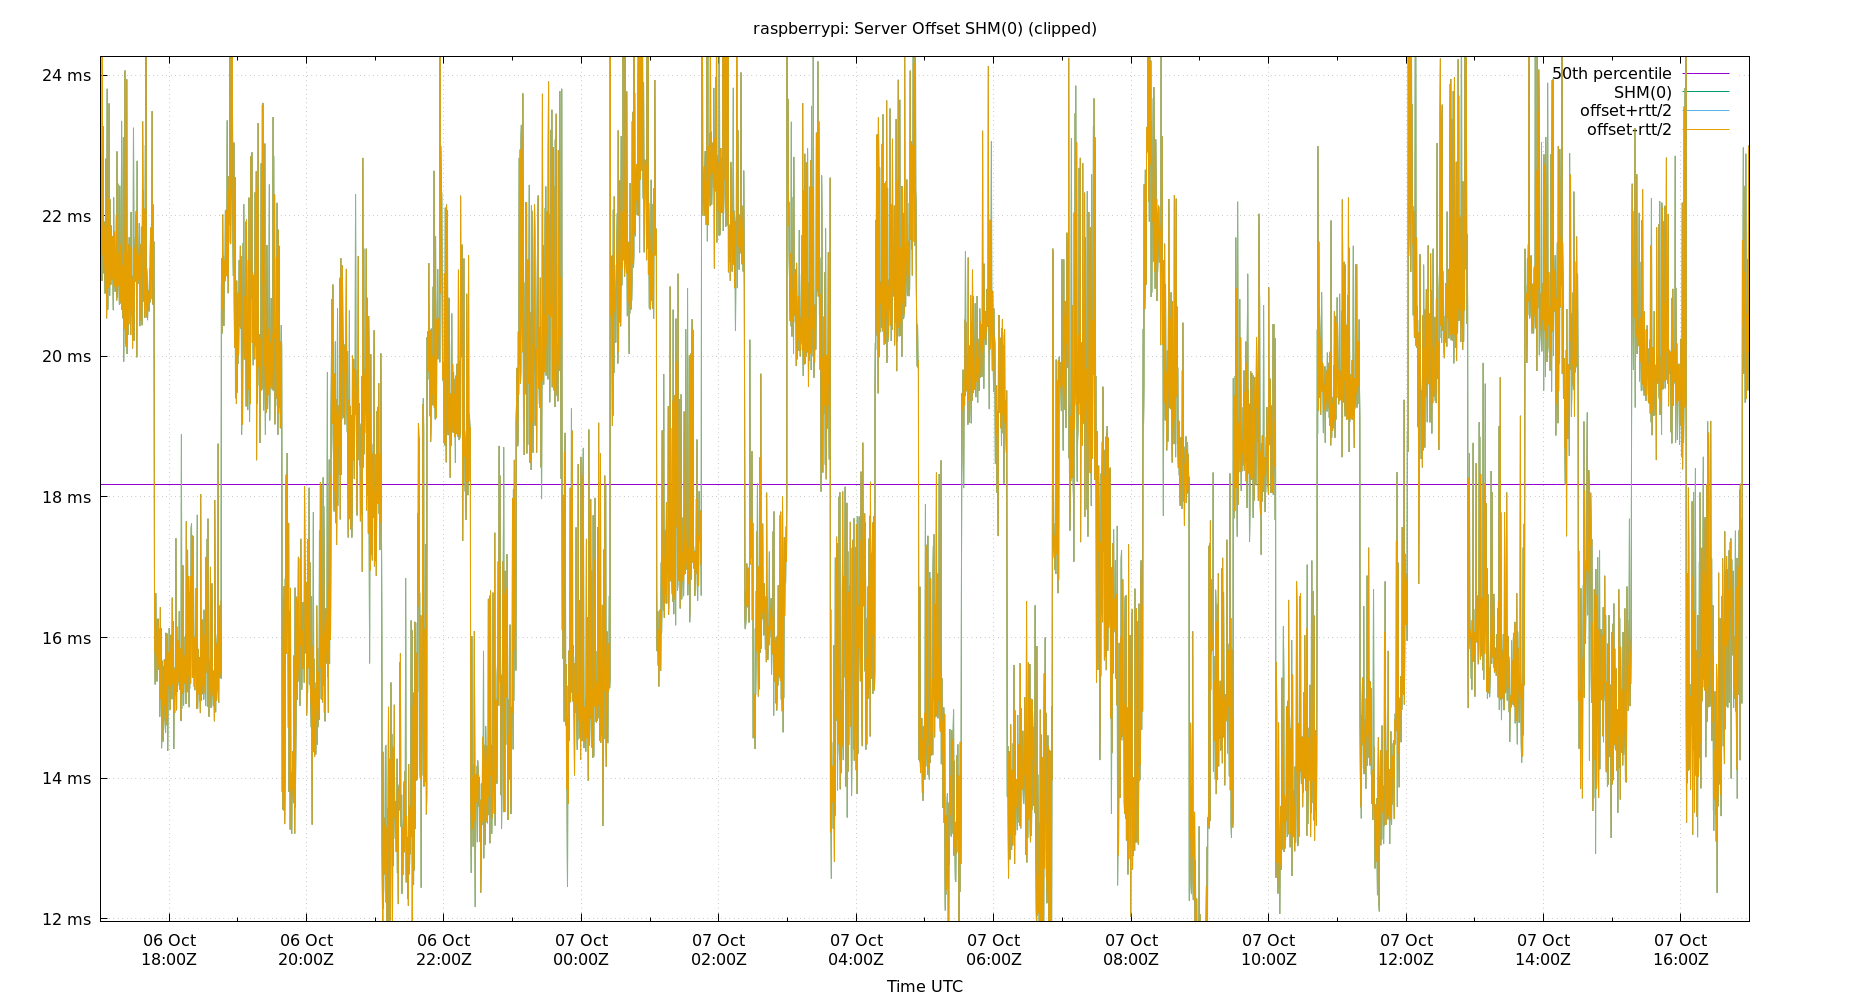 raspberrypi: Server Offset SHM(0) (clipped)
24 ms
22 ms
20 ms
18 ms
16 ms
14 ms
12 ms
50th percentile
SHM(0)
offset+rtt/2
offset-rtt/2
06 Oct
18:00Z
06 Oct
20:00Z
06 Oct
22:00Z
07 Oct
00:00Z
07 Oct
02:00Z
07 Oct
04:00Z
07 Oct
06:00Z
07 Oct
08:00Z
07 Oct
10:00Z
07 Oct
12:00Z
07 Oct
14:00Z
07 Oct
16:00Z
Time UTC